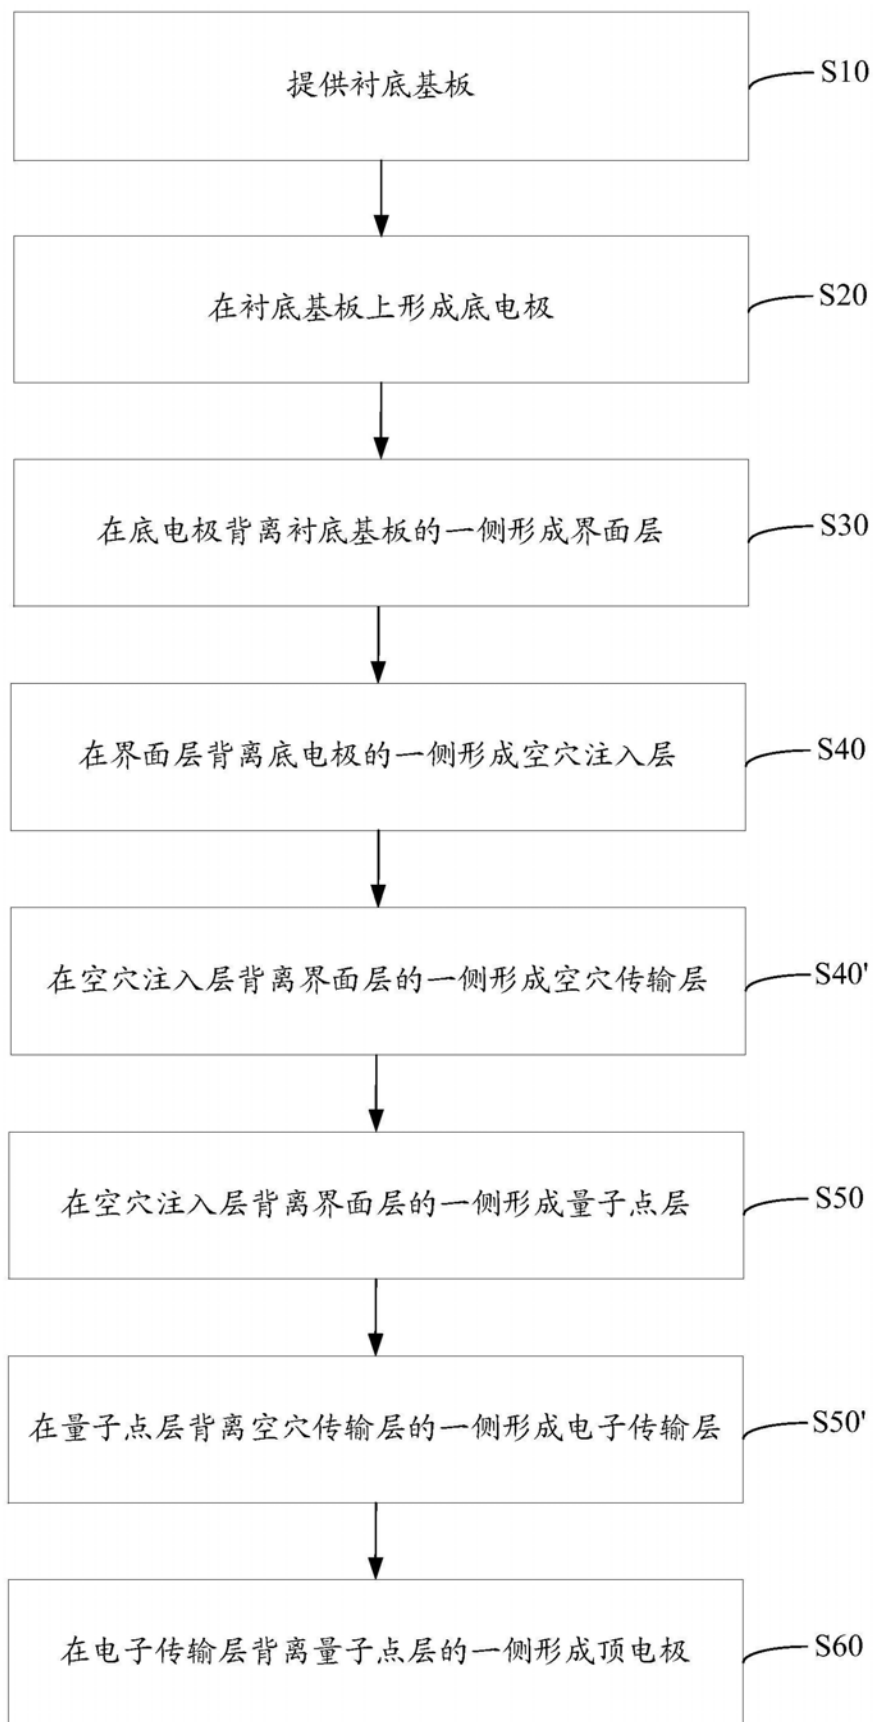 提供衬底基板
S10
在衬底基板上形成底电极
S20
在底电极背离衬底基板的一侧形成界面层
S30
在界面层背离底电极的一侧形成空穴注入层
S40
在空穴注入层背离界面层的一侧形成空穴传输层
S40'
在空穴注入层背离界面层的一侧形成量子点层
S50
在量子点层背离空穴传输层的一侧形成电子传输层
S50'
在电子传输层背离量子点层的一侧形成顶电极
S60